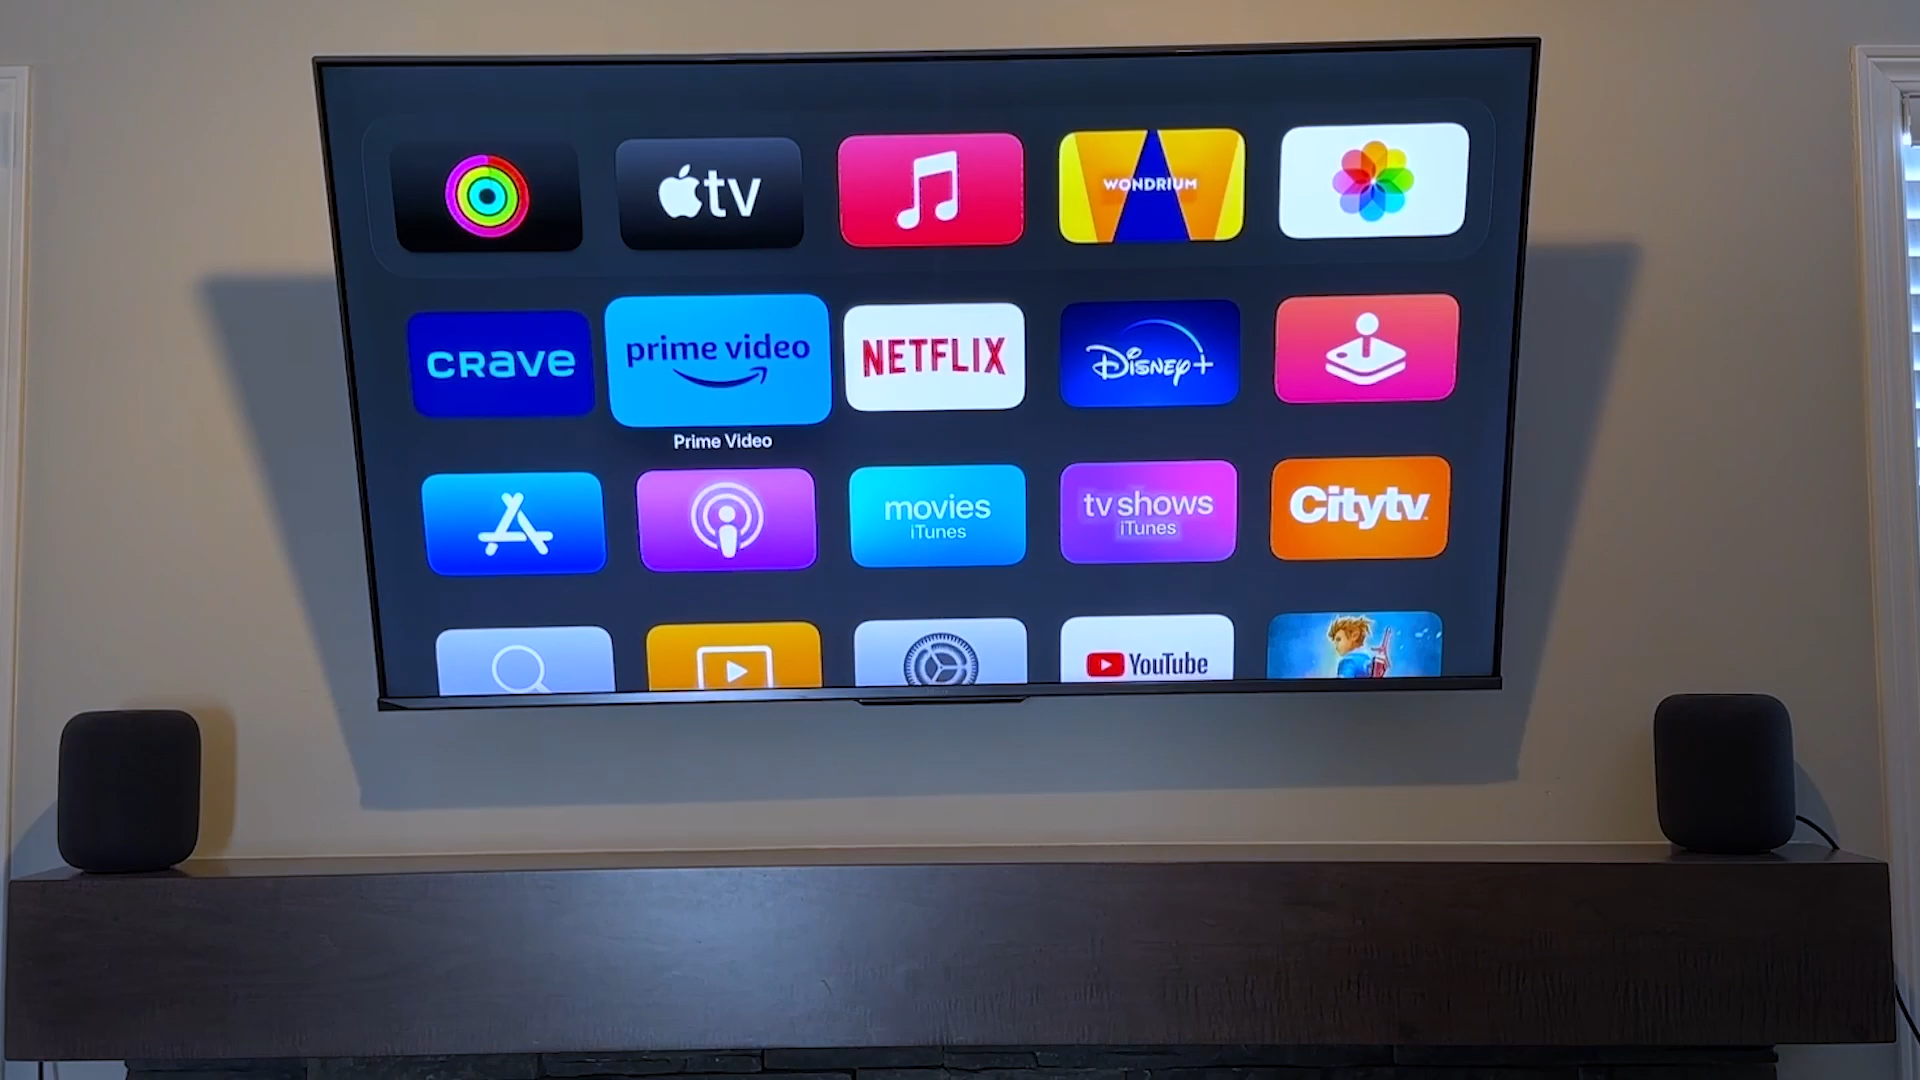 tv
WONDRIUM
crave
prime video
NETFLIX
Disney+
Prime Video
movies
iTunes
tv shows
iTunes
Citytv
YouTube